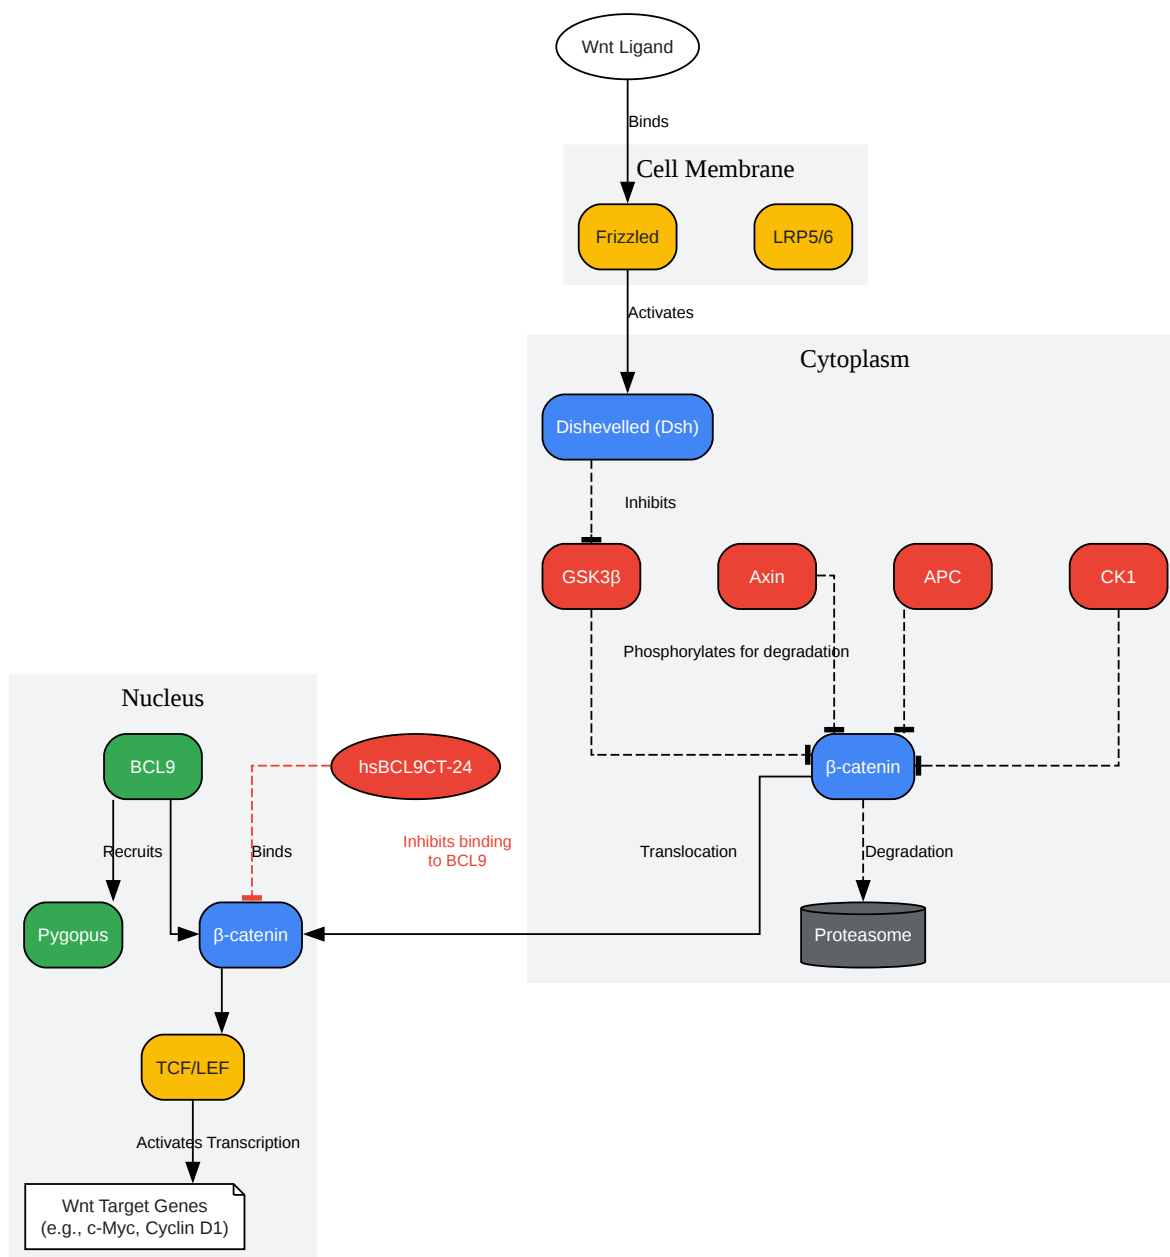 Wnt Ligand
Binds
Cell Membrane
Frizzled
LRP5/6
Activates
Cytoplasm
Dishevelled (Dsh)
Inhibits
GSK3β
Axin
APC
CK1
Phosphorylates for degradation
Nucleus
BCL9
hsBCL9CT-24
β-catenin
Inhibits binding
to BCL9
Recruits
Binds
Translocation
Degradation
Pygopus
β-catenin
Proteasome
TCF/LEF
Activates Transcription
Wnt Target Genes
(e.g., c-Myc, Cyclin D1)